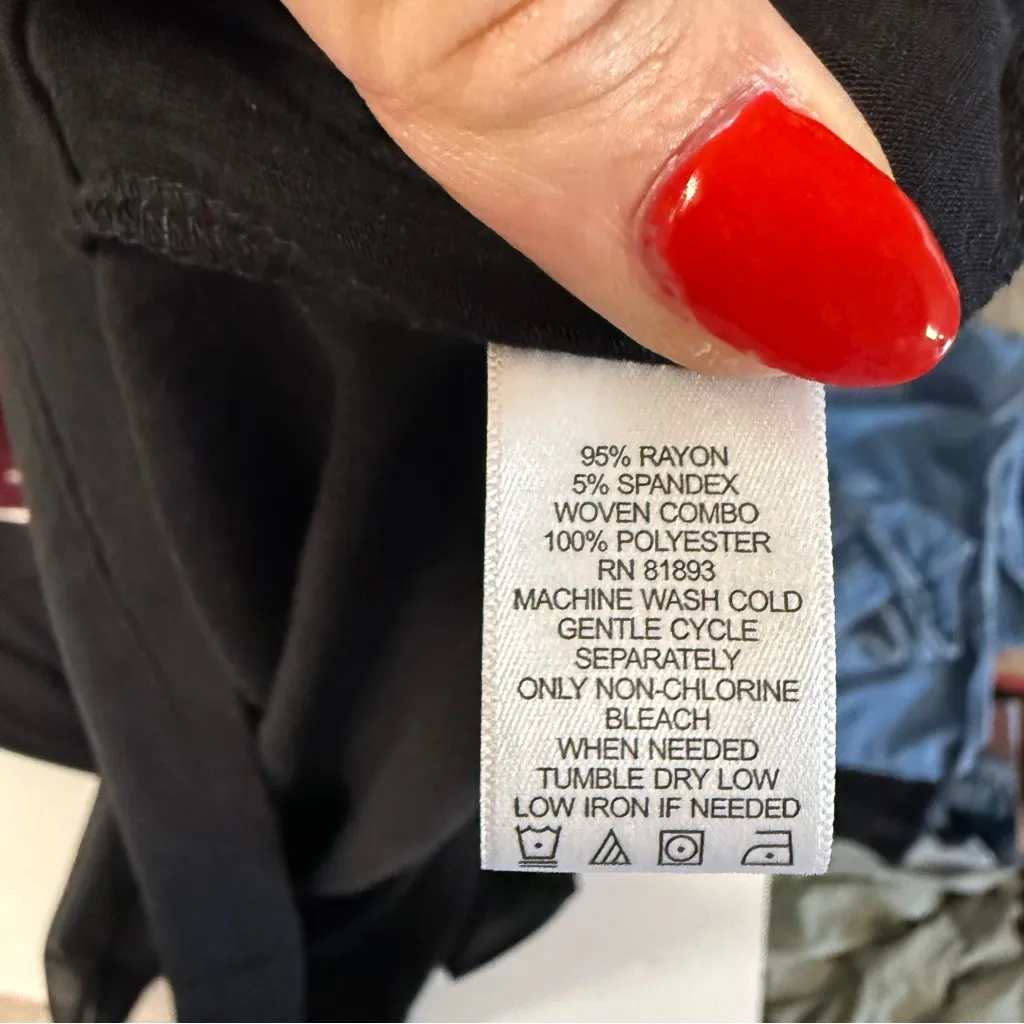 95% RAYON
5% SPANDEX
WOVEN COMBO
100% POLYESTER
RN 81893
MACHINE WASH COLD
GENTLE CYCLE
SEPARATELY
ONLY NON-CHLORINE
BLEACH
WHEN NEEDED
TUMBLE DRY LOW
LOW IRON IF NEEDED